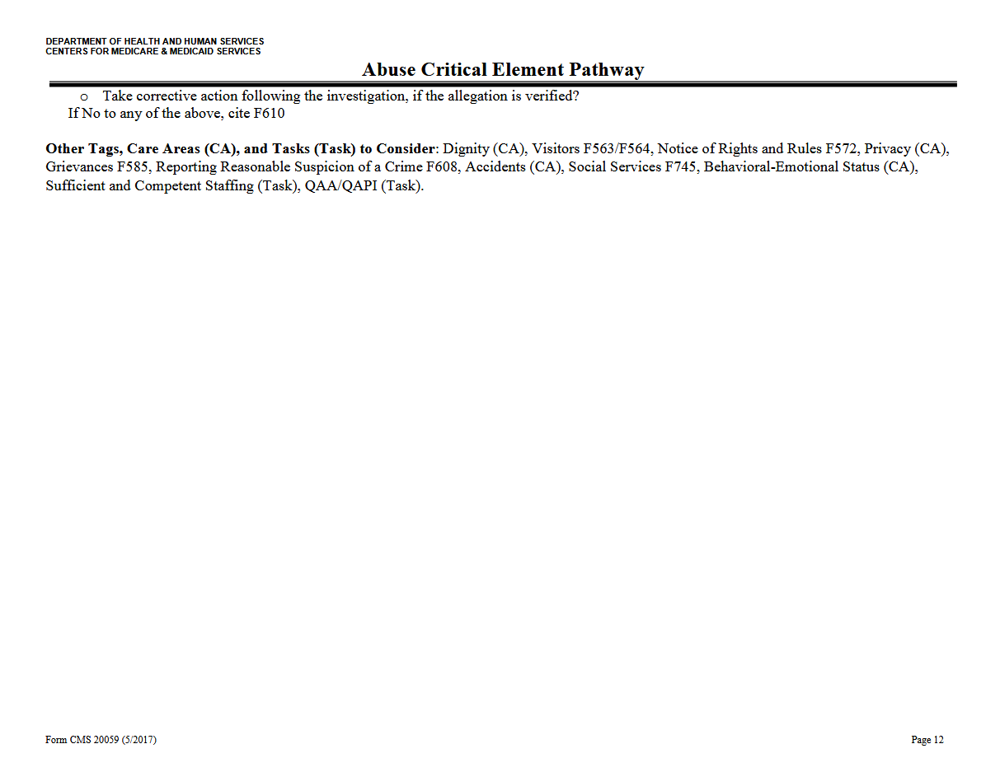 DEPARTMENT OF HEALTH AND HUMAN SERVICES
CENTERS FOR MEDICARE & MEDICAID SERVICES
Abuse Critical Element Pathway
o Take corrective action following the investigation, if the allegation is verified?
If No to any of the above, cite F610
Other Tags, Care Areas (CA), and Tasks (Task) to Consider: Dignity (CA), Visitors F563/F564, Notice of Rights and Rules F572, Privacy (CA),
Grievances F585, Reporting Reasonable Suspicion of a Crime F608, Accidents (CA), Social Services F745, Behavioral-Emotional Status (CA),
Sufficient and Competent Staffing (Task), QAA/QAPI (Task).
Form CMS 20059 (5/2017)
Page 12